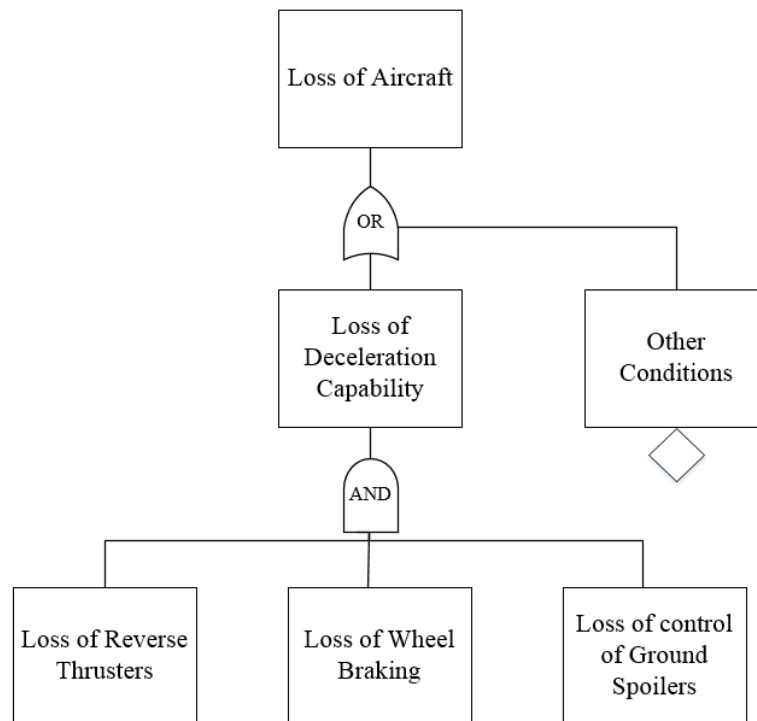 Loss of Aircraft
OR
Loss of
Deceleration
Capability
Other
Conditions
AND
Loss of Reverse
Thrusters
Loss of Wheel
Braking
Loss of control
of Ground
Spoilers